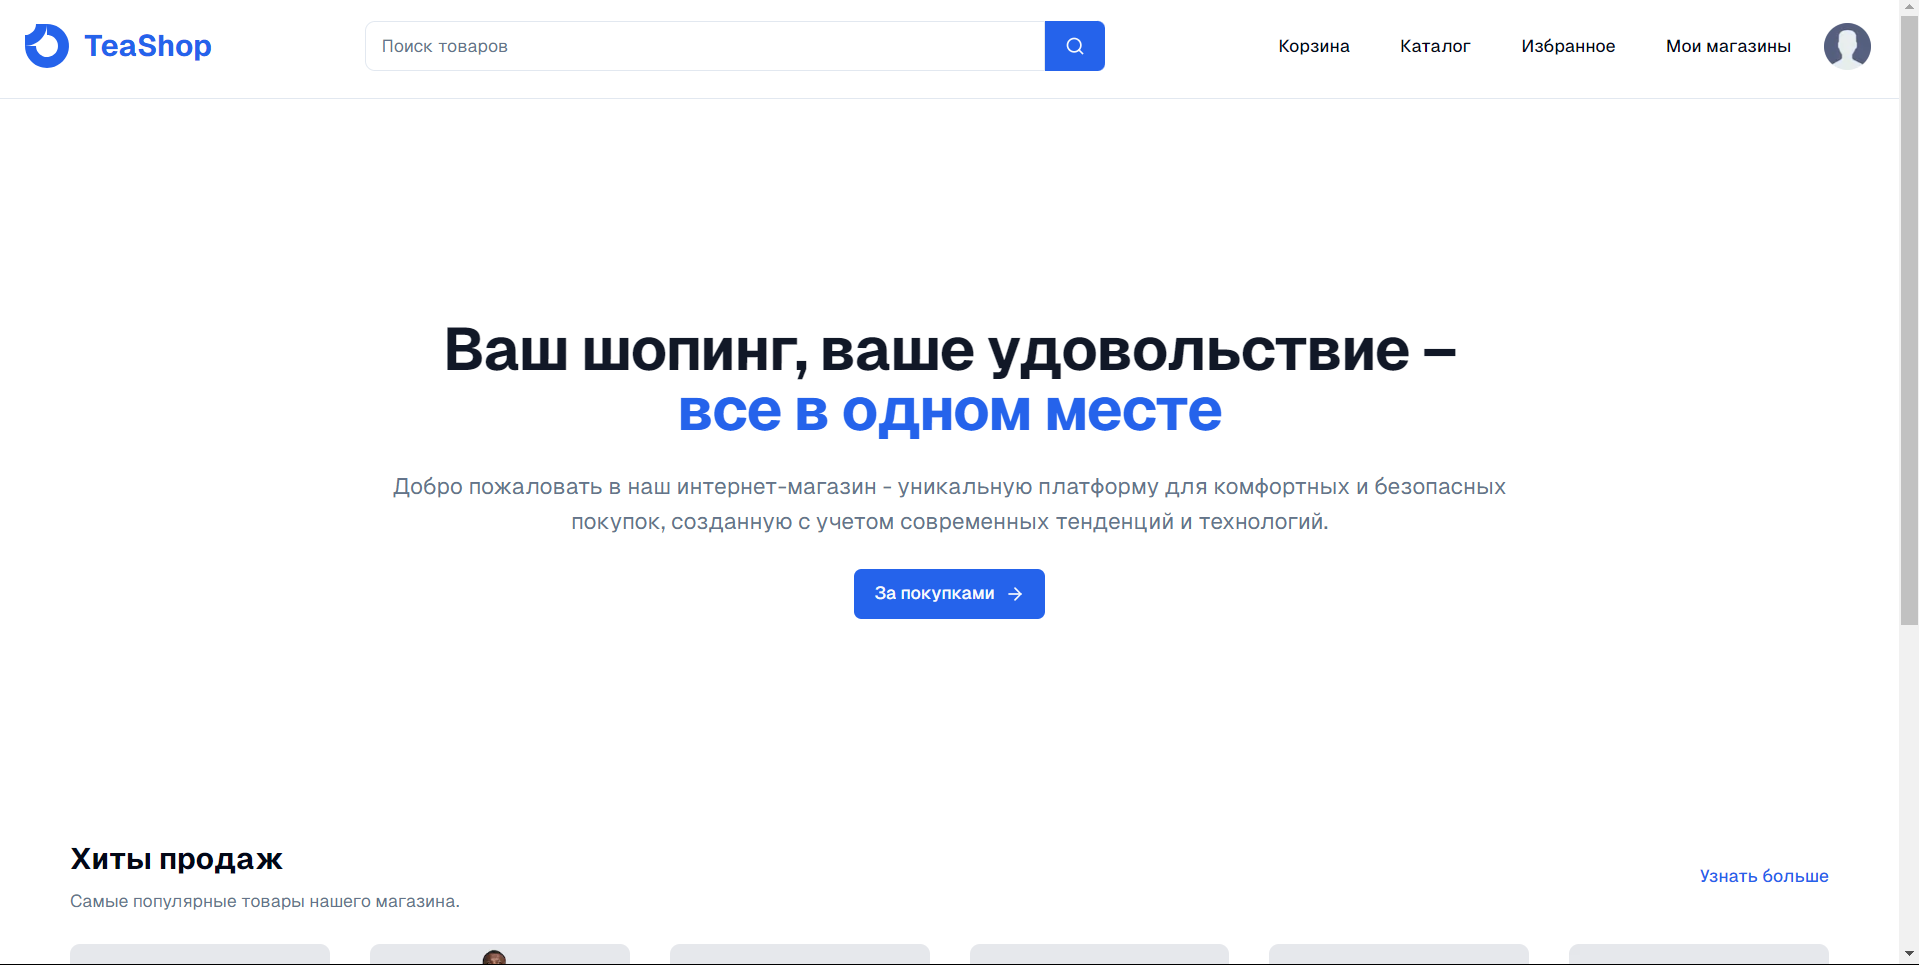 TeaShop
Поиск товаров
Корзина
Каталог
Избранное
Мои магазины
Ваш шопинг, ваше удовольствие –
все в одном месте
Добро пожаловать в наш интернет-магазин - уникальную платформу для комфортных и безопасных
покупок, созданную с учетом современных тенденций и технологий.
За покупками
Хиты продаж
Самые популярные товары нашего магазина.
Узнать больше